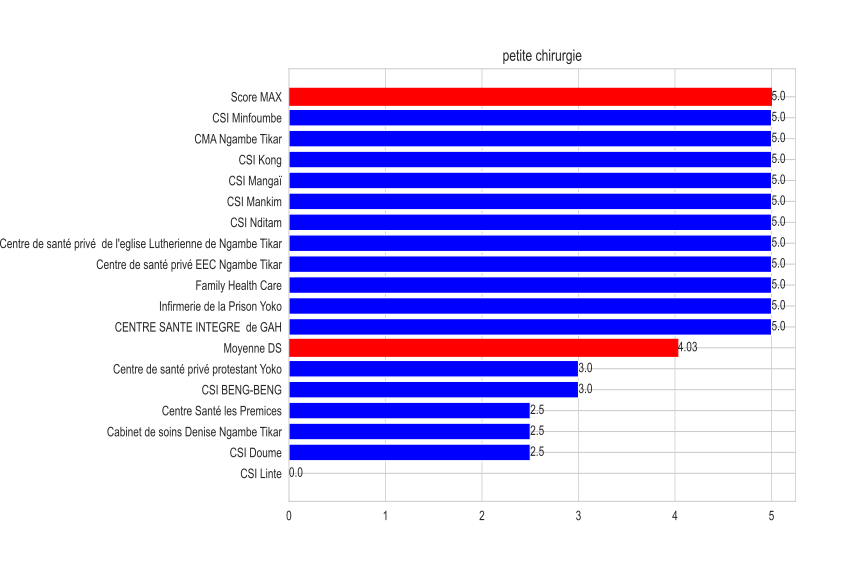 petite chirurgie
Score MAX 5.0
CSI Minfoumbe 5.0
CMA Ngambe Tikar 5.0
CSI Kong 5.0
CSI Mangaï 5.0
CSI Mankim 5.0
CSI Nditam 5.0
Centre de santé privé  de l'eglise Lutherienne de Ngambe Tikar 5.0
Centre de santé privé EEC Ngambe Tikar 5.0
Family Health Care 5.0
Infirmerie de la Prison Yoko 5.0
CENTRE SANTE INTEGRE  de GAH 5.0
Moyenne DS 4.03
Centre de santé privé protestant Yoko 3.0
CSI BENG-BENG 3.0
Centre Santé les Premices 2.5
Cabinet de soins Denise Ngambe Tikar 2.5
CSI Doume 2.5
CSI Linte 0.0
0 1 2 3 4 5